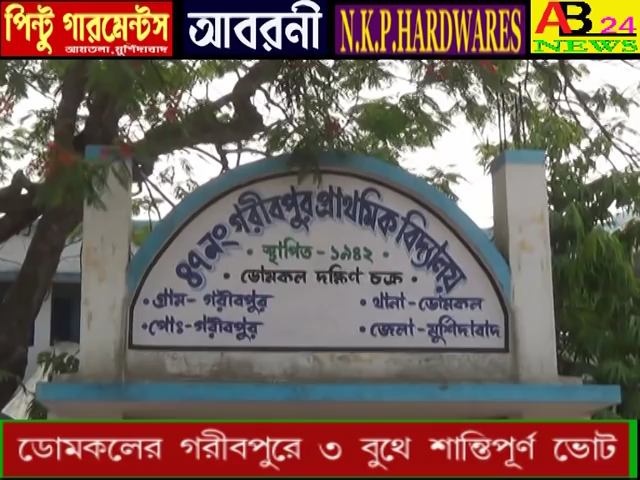 পিন্টু গারমেন্টস
আমতলা,মুর্শিদাবাদ
আবরনী
N.K.P.HARDWARES
AB 24
NEWS
৪৭ নং গরীবপুর প্রাথমিক বিদ্যালয়
• স্থাপিত - ১৯৪২ •
• ডোমকল দক্ষিণ চক্র •
• গ্রাম- গরীবপুর
• থানা- ডোমকল
• পোঃ- গরীবপুর
• জেলা- মুর্শিদাবাদ
ডোমকলের গরীবপুরে ৩ বুথে শান্তিপূর্ণ ভোট